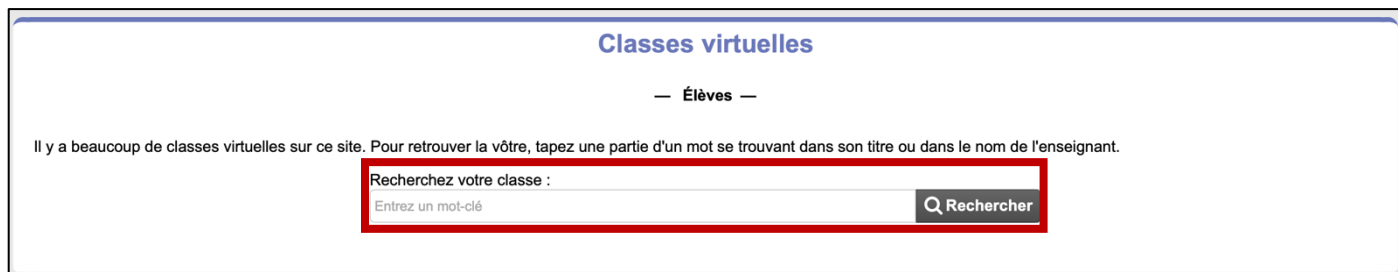 Classes virtuelles
— Élèves —
Il y a beaucoup de classes virtuelles sur ce site. Pour retrouver la vôtre, tapez une partie d'un mot se trouvant dans son titre ou dans le nom de l'enseignant.
Recherchez votre classe :
Entrez un mot-clé
Rechercher